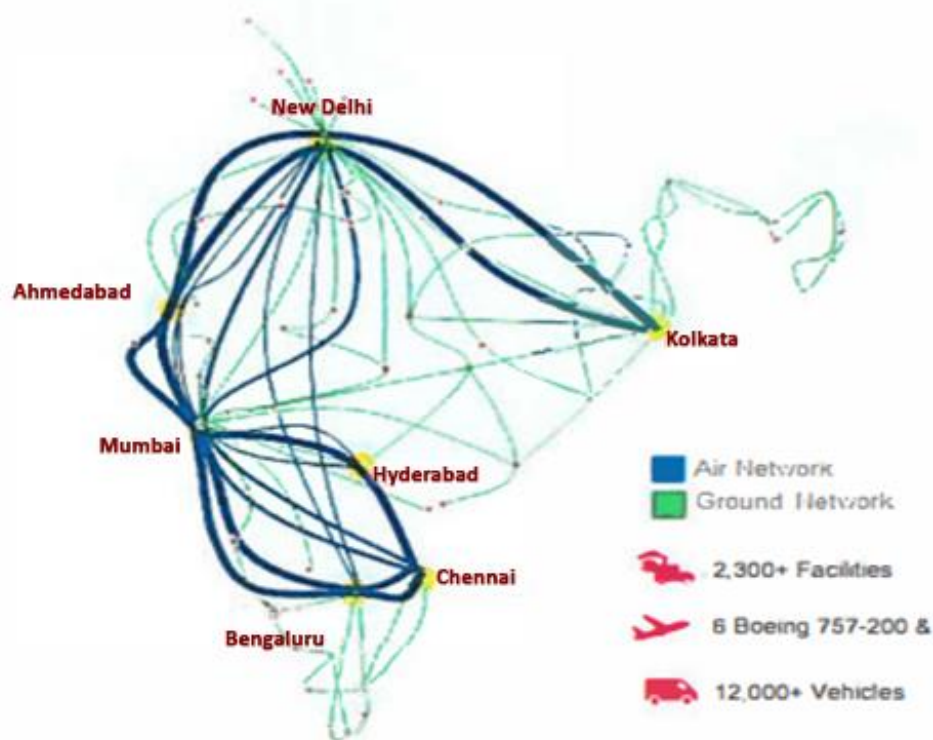 New Delhi
Ahmedabad
Kolkata
Mumbai
Hyderabad
Air Network
Ground Network
2,300+ Facilities
Chennai
6 Boeing 757-200 &
Bengaluru
12,000+ Vehicles